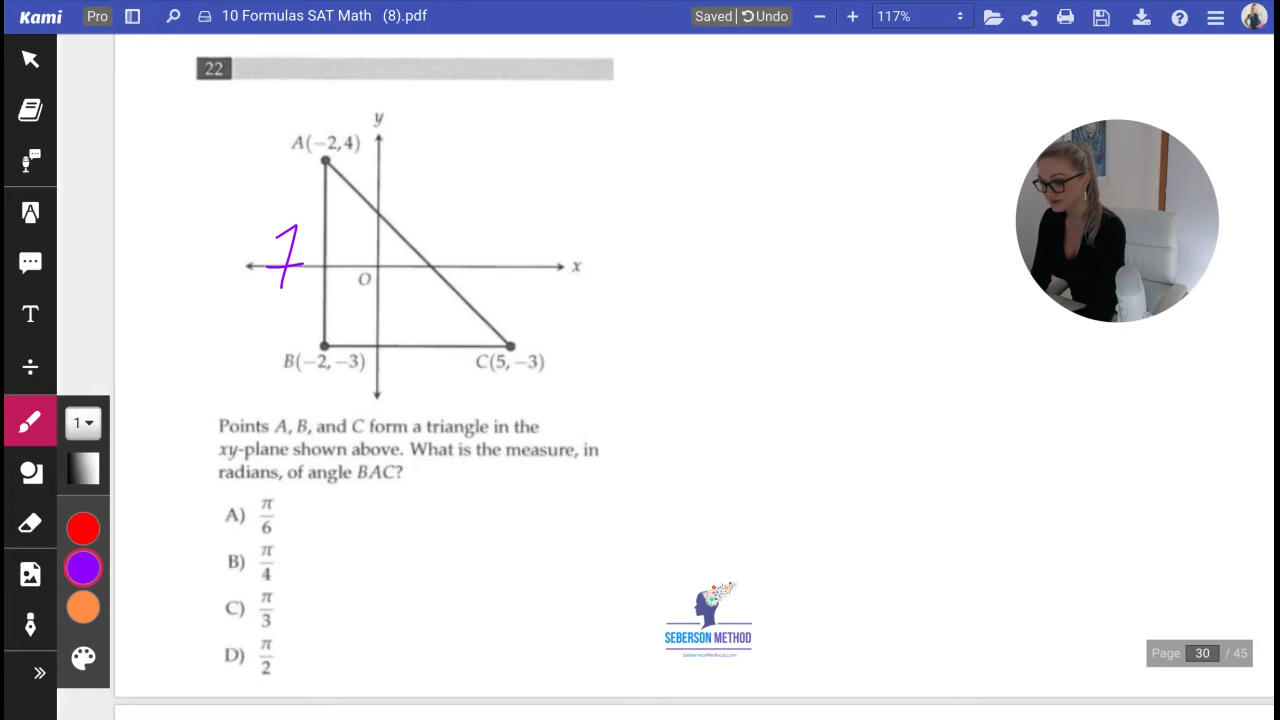 Kami Pro 10 Formulas SAT Math (8).pdf Saved Undo 117%
22
y
A(−2,4)
7
x
O
B(−2, −3) C(5, −3)
Points A, B, and C form a triangle in the
xy-plane shown above. What is the measure, in
radians, of angle BAC?
A) π/6
B) π/4
C) π/3
D) π/2
1
SEBERSON METHOD
SebersonMethod.com
Page 30 / 45